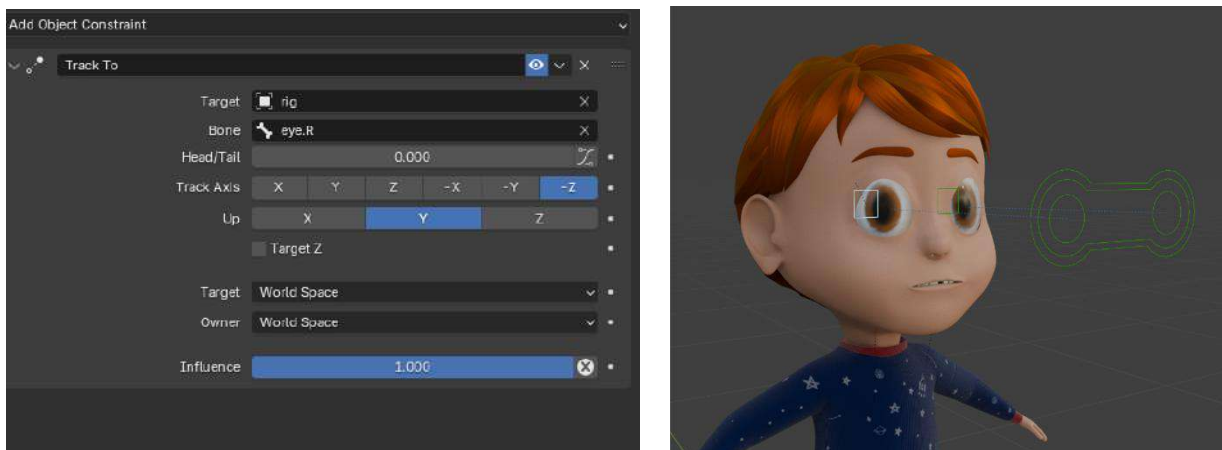 Add Object Constraint
Track To
Target rig
Bone eye.R
Head/Tail 0.000
Track Axis X Y Z -X -Y -Z
Up X Y Z
Target Z
Target World Space
Owner World Space
Influence 1.000